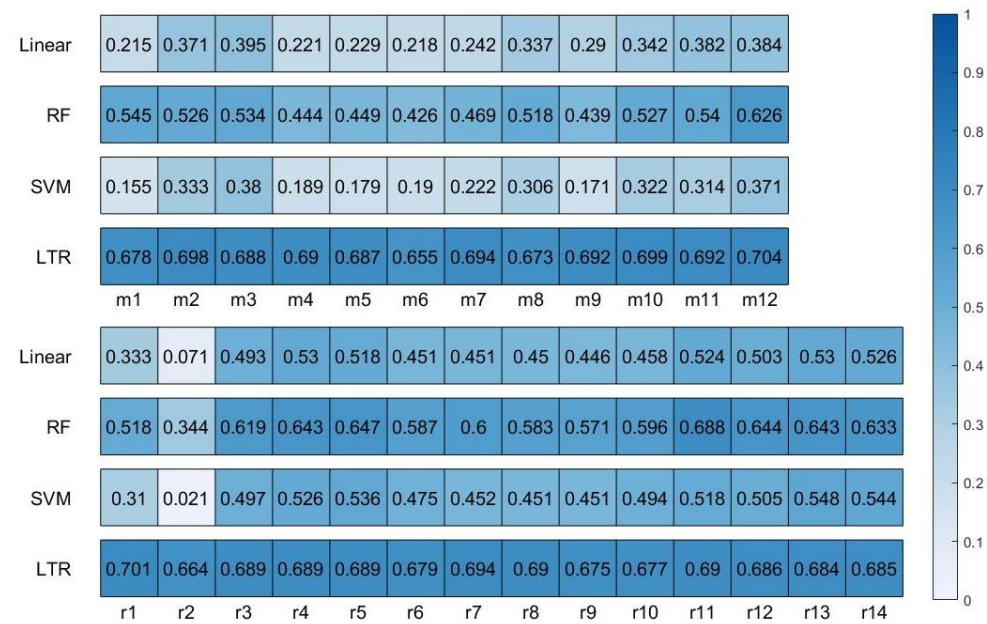 Linear 0.215 0.371 0.395 0.221 0.229 0.218 0.242 0.337 0.29 0.342 0.382 0.384
RF 0.545 0.526 0.534 0.444 0.449 0.426 0.469 0.518 0.439 0.527 0.54 0.626
SVM 0.155 0.333 0.38 0.189 0.179 0.19 0.222 0.306 0.171 0.322 0.314 0.371
LTR 0.678 0.698 0.688 0.69 0.687 0.655 0.694 0.673 0.692 0.699 0.692 0.704
m1 m2 m3 m4 m5 m6 m7 m8 m9 m10 m11 m12
Linear 0.333 0.071 0.493 0.53 0.518 0.451 0.451 0.45 0.446 0.458 0.524 0.503 0.53 0.526
RF 0.518 0.344 0.619 0.643 0.647 0.587 0.6 0.583 0.571 0.596 0.688 0.644 0.643 0.633
SVM 0.31 0.021 0.497 0.526 0.536 0.475 0.452 0.451 0.451 0.494 0.518 0.505 0.548 0.544
LTR 0.701 0.664 0.689 0.689 0.689 0.679 0.694 0.69 0.675 0.677 0.69 0.686 0.684 0.685
r1 r2 r3 r4 r5 r6 r7 r8 r9 r10 r11 r12 r13 r14
1
0.9
0.8
0.7
0.6
0.5
0.4
0.3
0.2
0.1
0